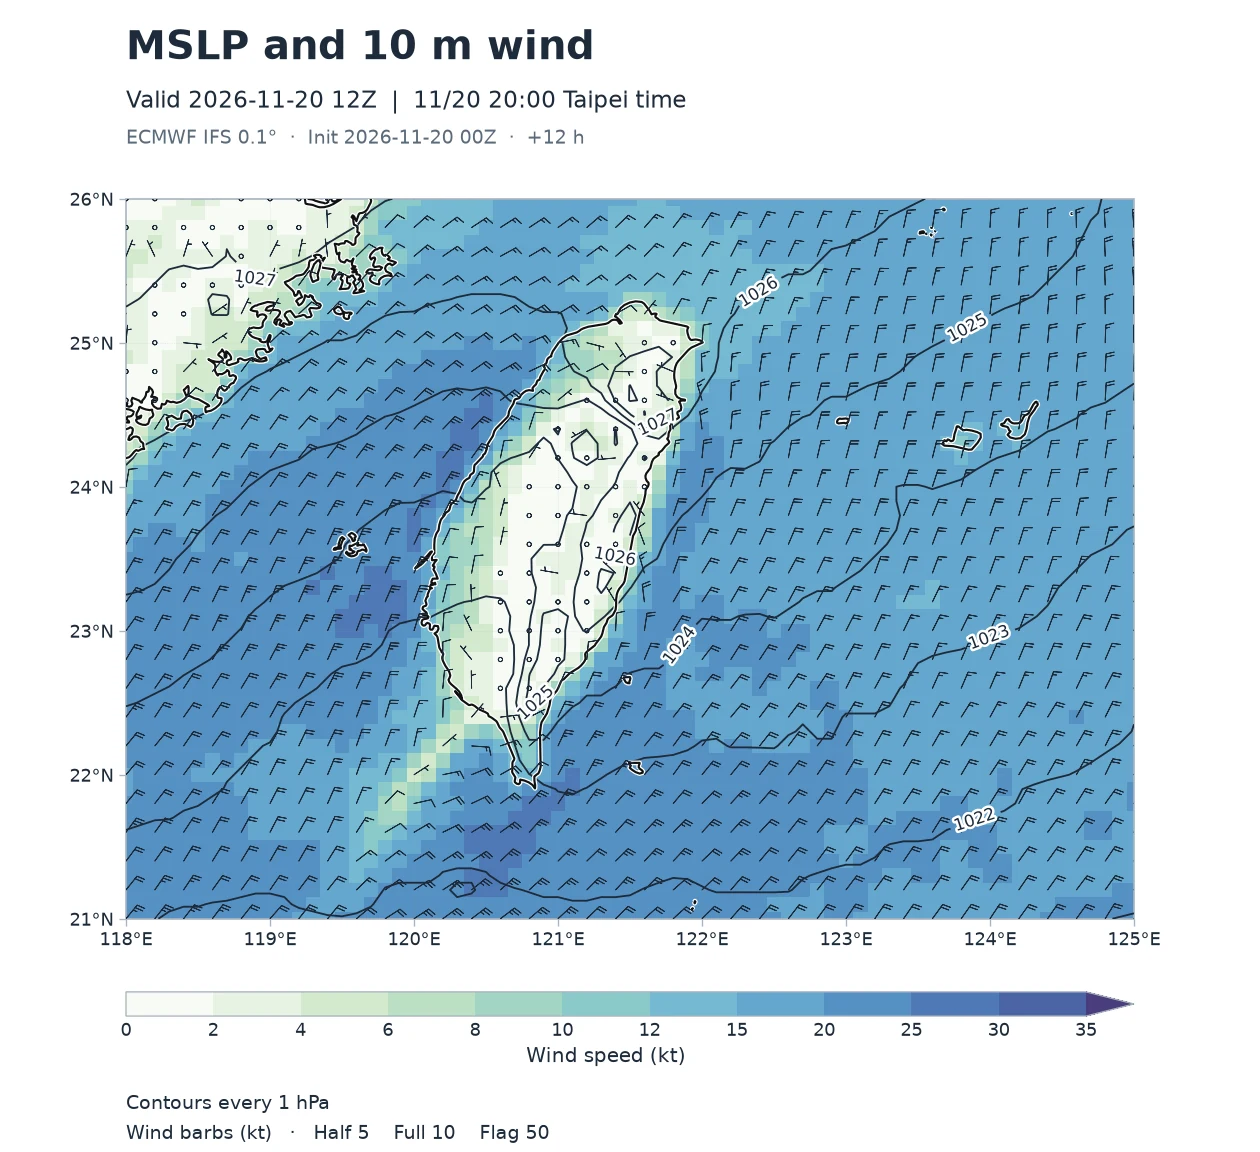 MSLP and 10 m wind
Valid 2026-11-20 12Z | 11/20 20:00 Taipei time
ECMWF IFS 0.1° · Init 2026-11-20 00Z · +12 h
26°N
25°N
24°N
23°N
22°N
21°N
1027
1026
1025
1027
1026
1024
1023
1025
1022
118°E 119°E 120°E 121°E 122°E 123°E 124°E 125°E
0 2 4 6 8 10 12 15 20 25 30 35
Wind speed (kt)
Contours every 1 hPa
Wind barbs (kt) · Half 5 Full 10 Flag 50